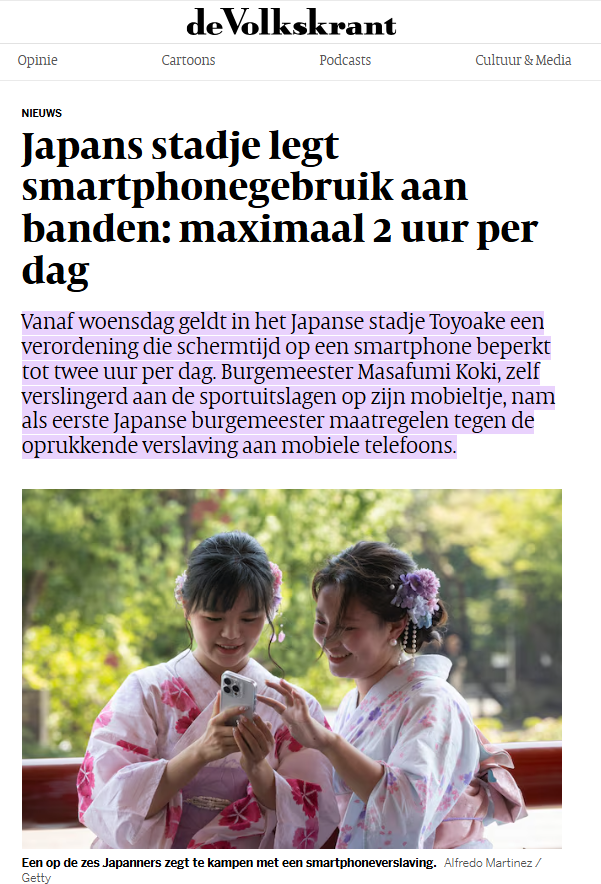 de Volkskrant
Opinie
Cartoons
Podcasts
Cultuur & Media
NIEUWS
Japans stadje legt
smartphonegebruik aan
banden: maximaal 2 uur per
dag
Vanaf woensdag geldt in het Japanse stadje Toyoake een
verordening die schermtijd op een smartphone beperkt
tot twee uur per dag. Burgemeester Masafumi Koki, zelf
verslingerd aan de sportuitslagen op zijn mobieltje, nam
als eerste Japanse burgemeester maatregelen tegen de
oprukkende verslaving aan mobiele telefoons.
Een op de zes Japanners zegt te kampen met een smartphoneverslaving. Alfredo Martinez /
Getty